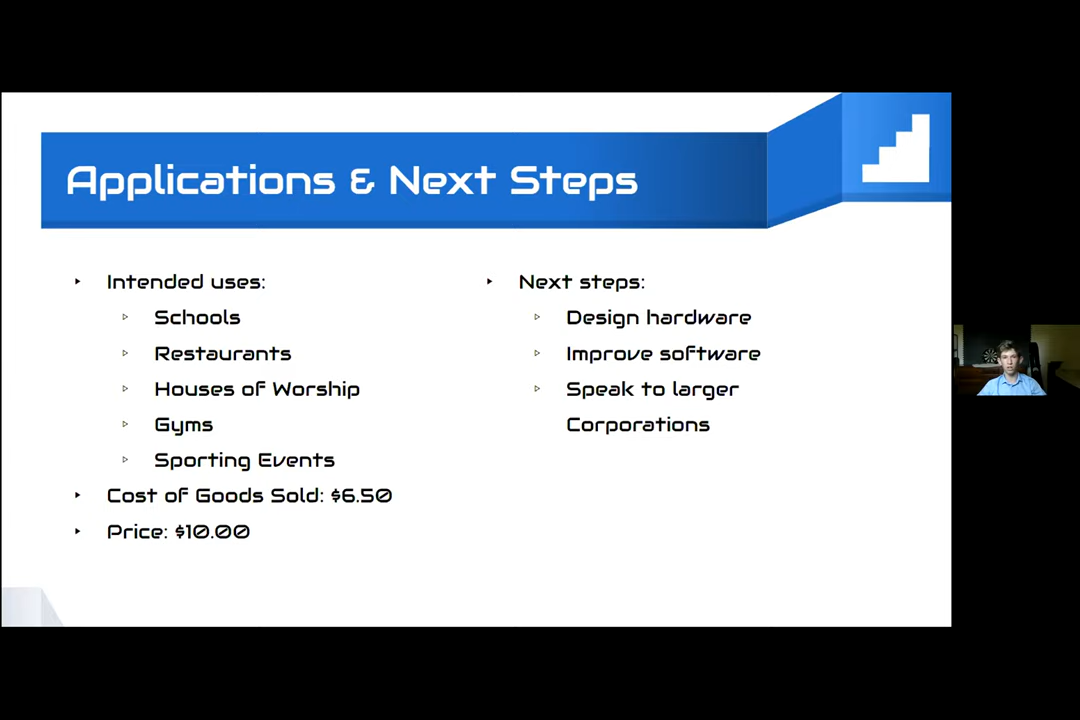 Applications & Next Steps
Intended uses:
Schools
Restaurants
Houses of Worship
Gyms
Sporting Events
Cost of Goods Sold: $6.50
Price: $10.00
Next steps:
Design hardware
Improve software
Speak to larger
Corporations